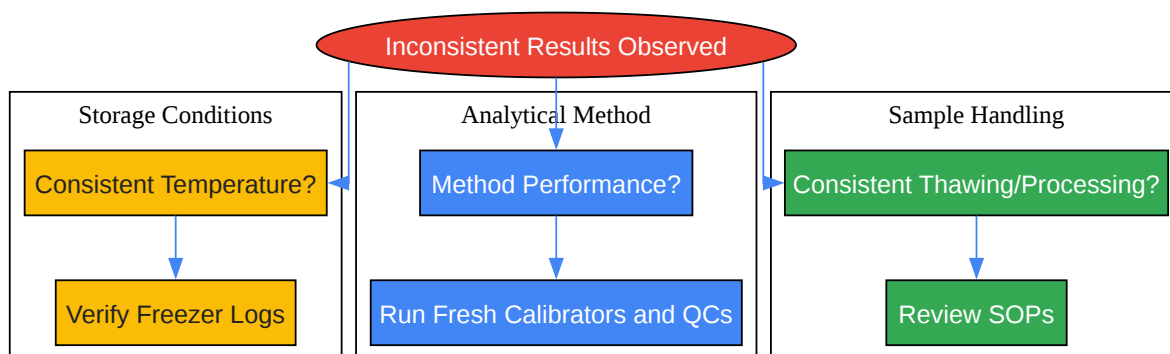 Inconsistent Results Observed
Storage Conditions
Analytical Method
Sample Handling
Consistent Temperature?
Method Performance?
Consistent Thawing/Processing?
Verify Freezer Logs
Run Fresh Calibrators and QCs
Review SOPs